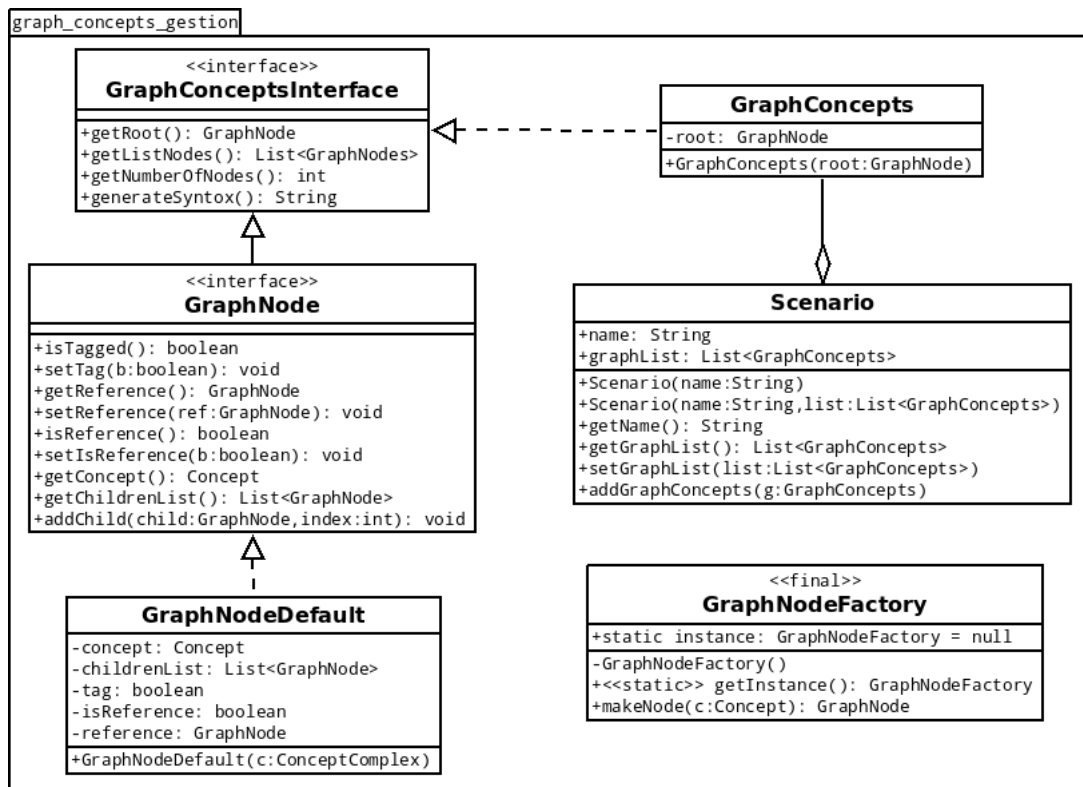 graph_concepts_gestion
<<interface>>
GraphConceptsInterface
+getRoot(): GraphNode
+getListNodes(): List<GraphNodes>
+getNumberOfNodes(): int
+generateSyntox(): String
GraphConcepts
-root: GraphNode
+GraphConcepts(root:GraphNode)
<<interface>>
GraphNode
+isTagged(): boolean
+setTag(b:boolean): void
+getReference(): GraphNode
+setReference(ref:GraphNode): void
+isReference(): boolean
+setIsReference(b:boolean): void
+getConcept(): Concept
+getChildrenList(): List<GraphNode>
+addChild(child:GraphNode,index:int): void
Scenario
+name: String
+graphList: List<GraphConcepts>
+Scenario(name:String)
+Scenario(name:String,list:List<GraphConcepts>)
+getName(): String
+getGraphList(): List<GraphConcepts>
+setGraphList(list:List<GraphConcepts>)
+addGraphConcepts(g:GraphConcepts)
GraphNodeDefault
-concept: Concept
-childrenList: List<GraphNode>
-tag: boolean
-isReference: boolean
-reference: GraphNode
+GraphNodeDefault(c:ConceptComplex)
<<final>>
GraphNodeFactory
+static instance: GraphNodeFactory = null
-GraphNodeFactory()
+<<static>> getInstance(): GraphNodeFactory
+makeNode(c:Concept): GraphNode